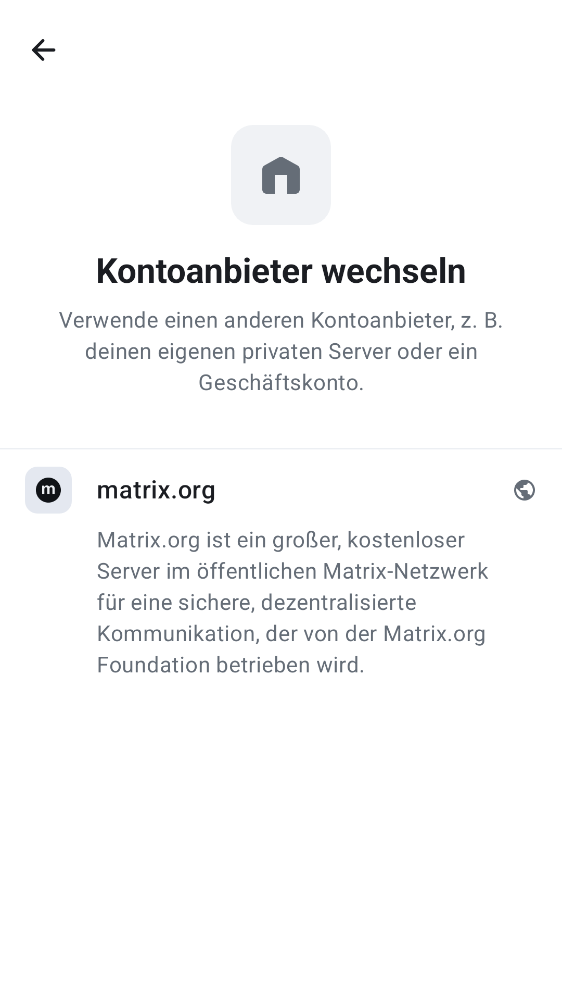 Kontoanbieter wechseln
Verwende einen anderen Kontoanbieter, z. B.
deinen eigenen privaten Server oder ein
Geschäftskonto.
m
matrix.org
Matrix.org ist ein großer, kostenloser
Server im öffentlichen Matrix-Netzwerk
für eine sichere, dezentralisierte
Kommunikation, der von der Matrix.org
Foundation betrieben wird.